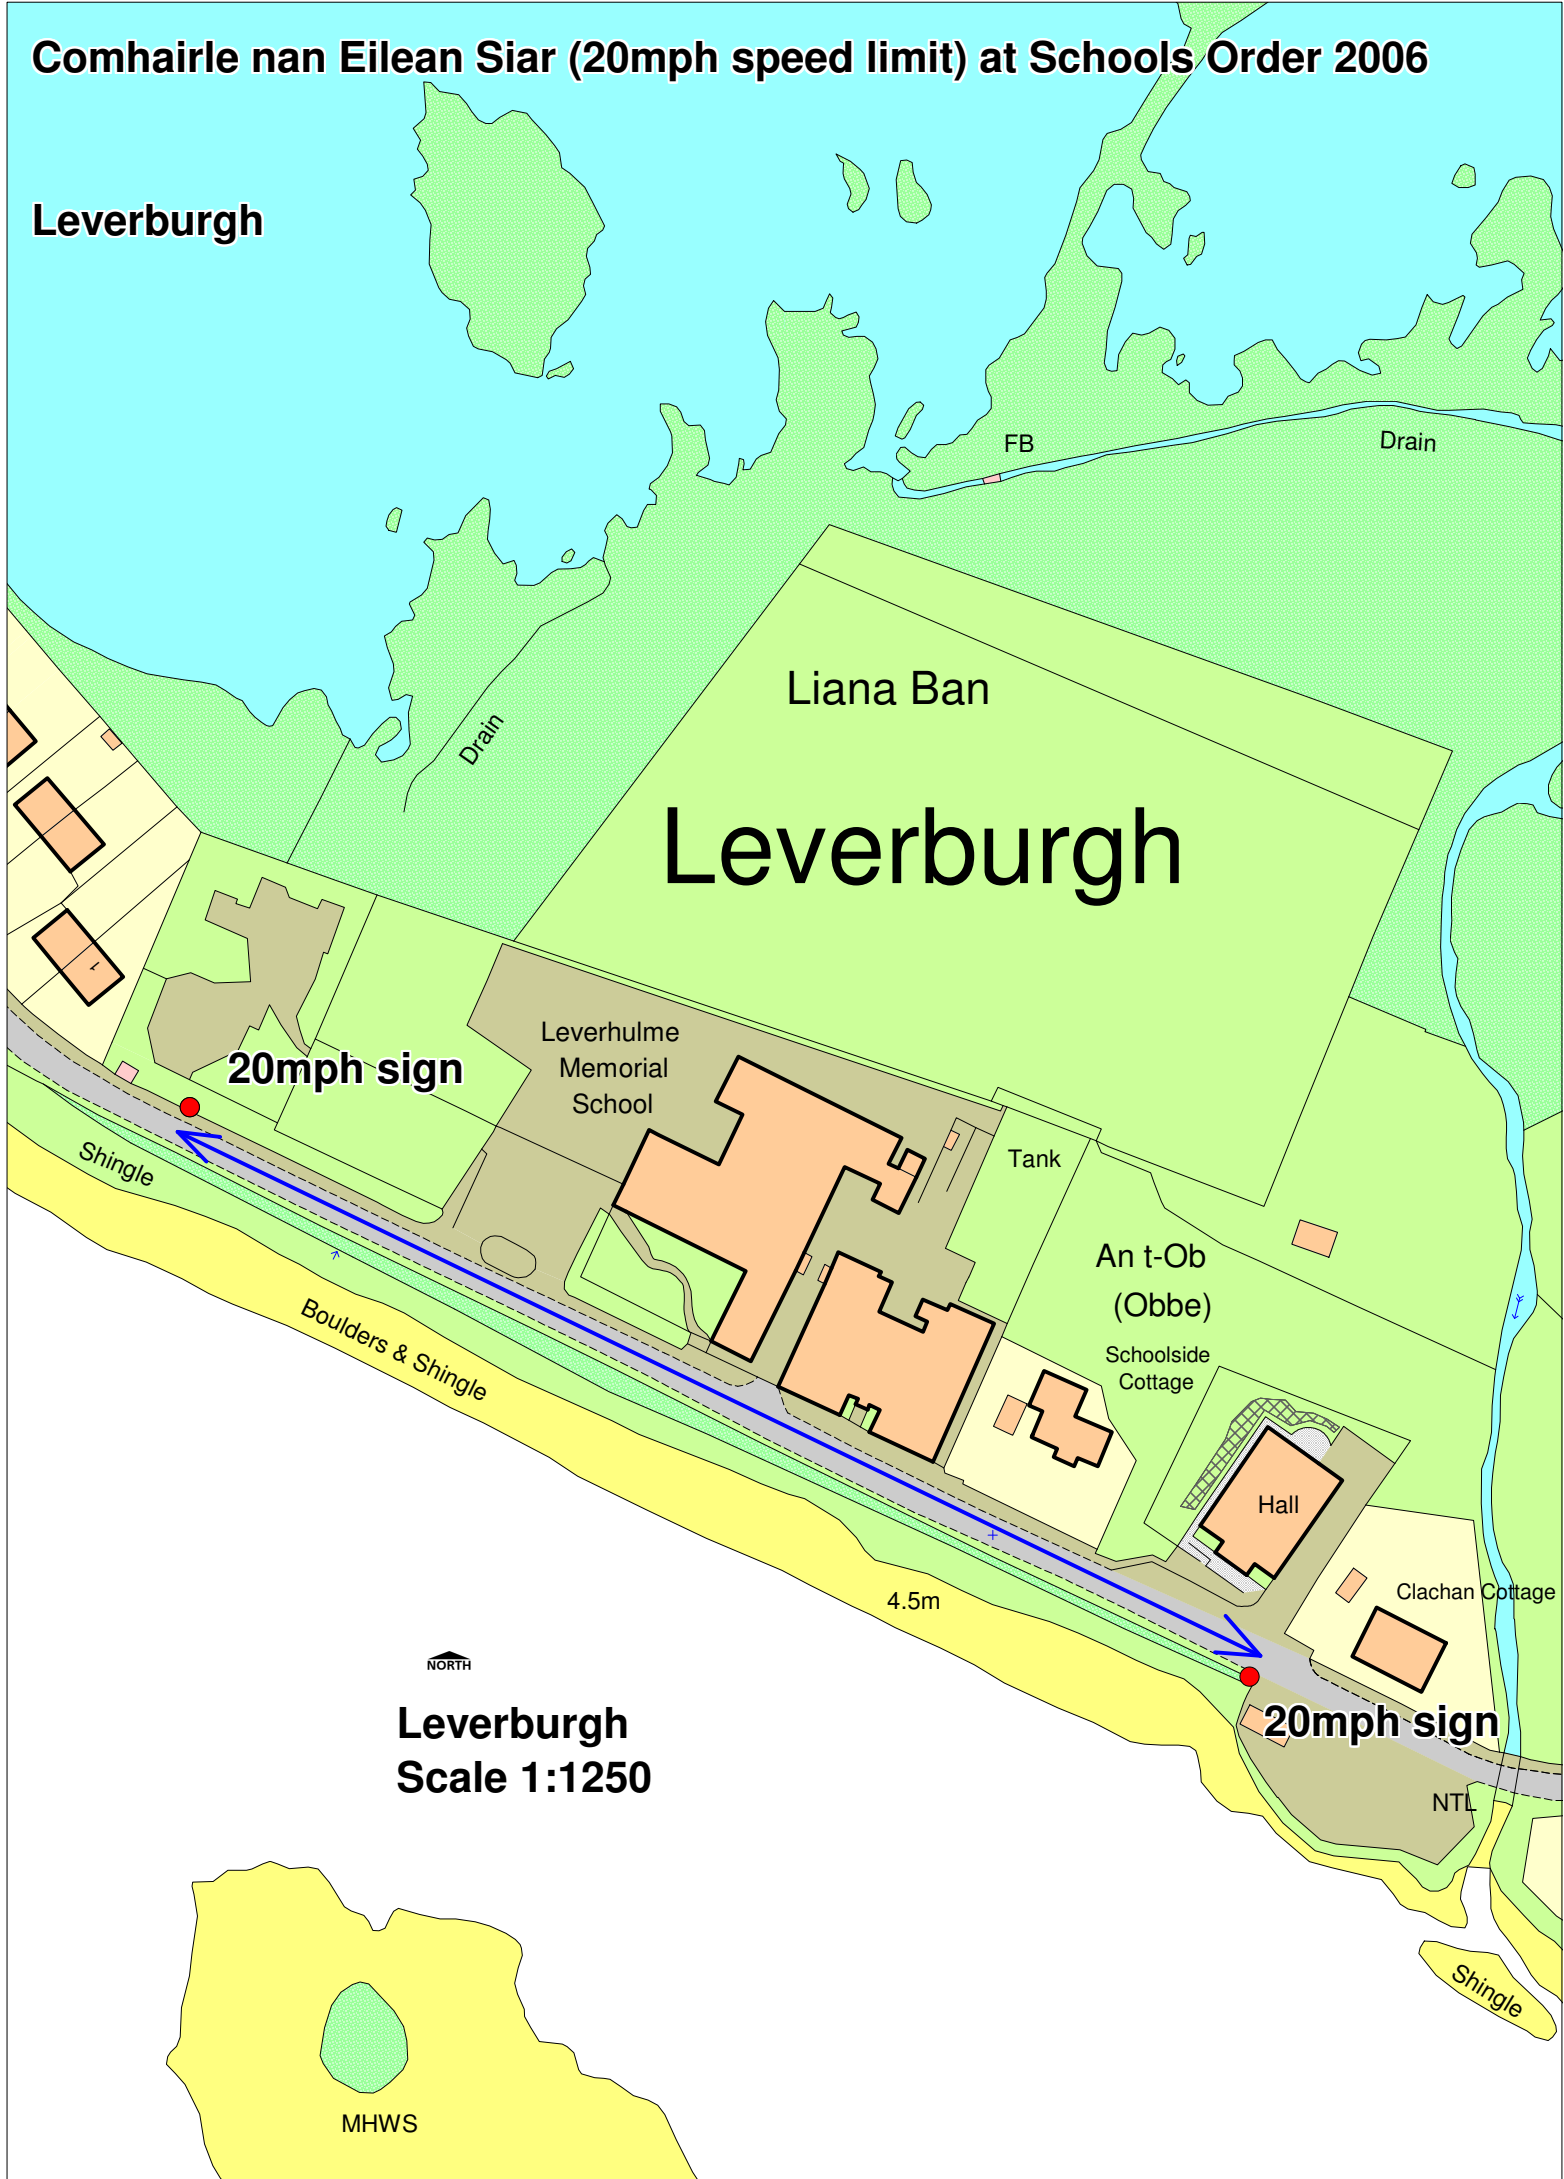 Comhairle nan Eilean Siar (20mph speed limit) at Schools Order 2006
Leverburgh
FB
Drain
Liana Ban
Drain
Leverburgh
1
Leverhulme
Memorial
School
20mph sign
Shingle
Tank
An t-Ob
(Obbe)
Boulders & Shingle
Schoolside
Cottage
Hall
Clachan Cottage
4.5m
NORTH
Leverburgh
Scale 1:1250
20mph sign
NTL
Shingle
MHWS